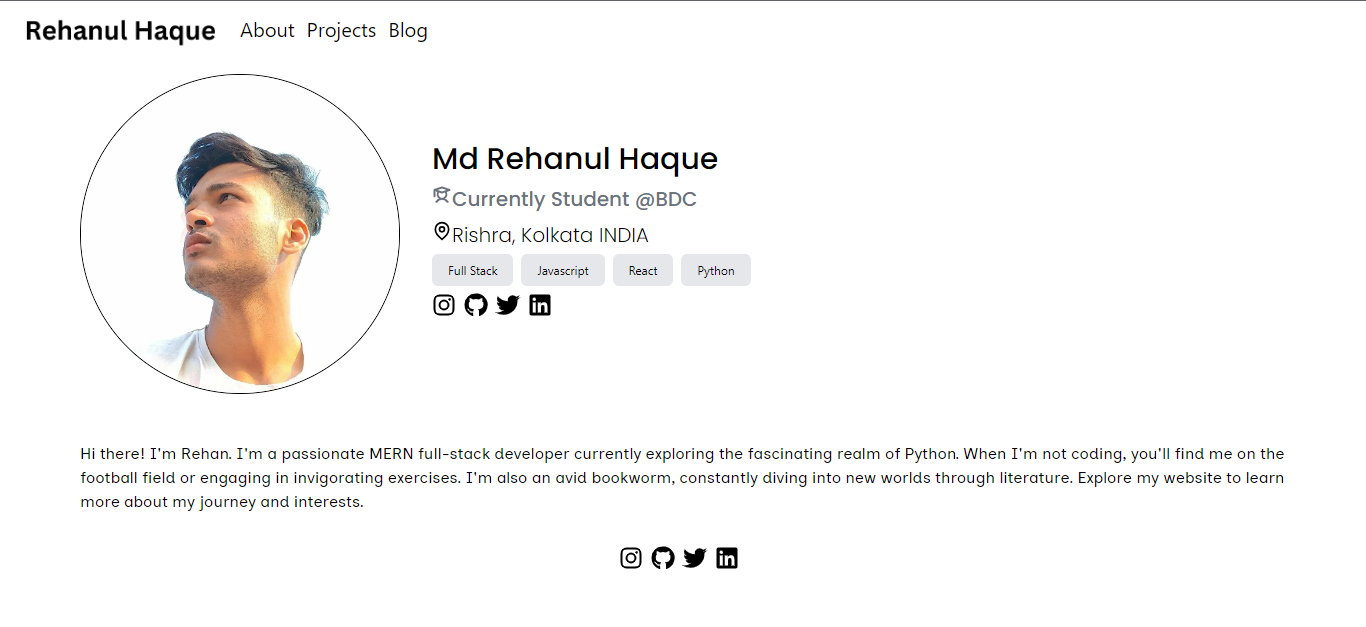 Rehanul Haque About Projects Blog
Md Rehanul Haque
Currently Student @BDC
Rishra, Kolkata INDIA
Full Stack Javascript React Python
Hi there! I'm Rehan. I'm a passionate MERN full-stack developer currently exploring the fascinating realm of Python. When I'm not coding, you'll find me on the
football field or engaging in invigorating exercises. I'm also an avid bookworm, constantly diving into new worlds through literature. Explore my website to learn
more about my journey and interests.